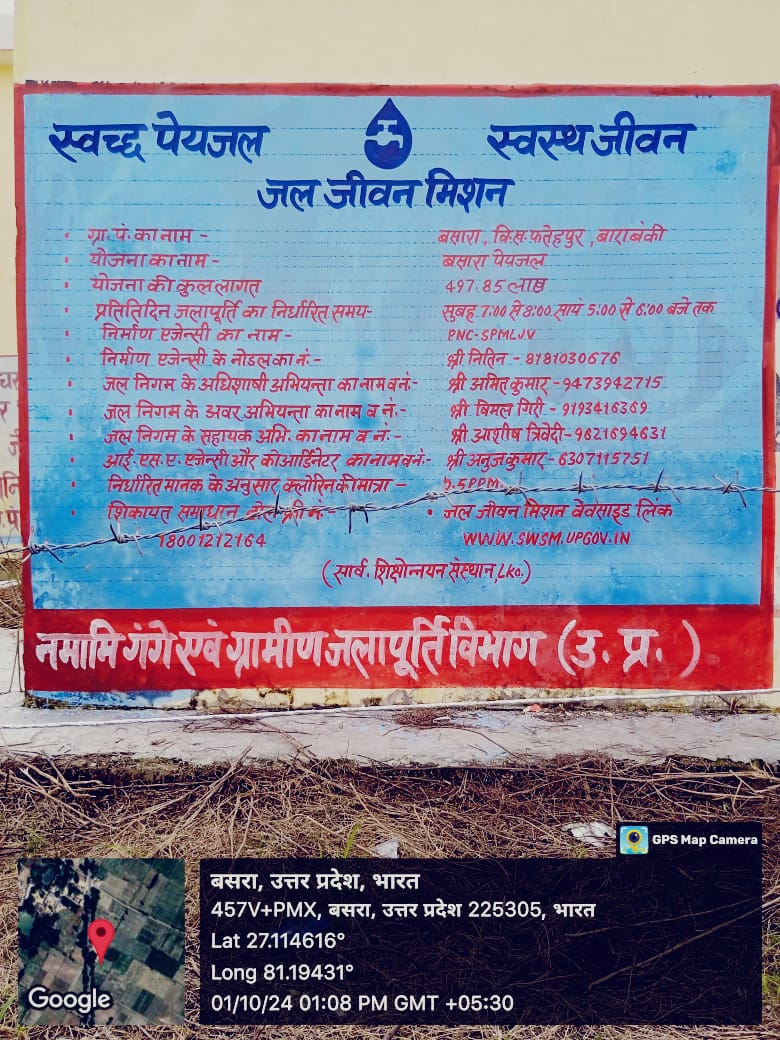 स्वच्छ पेयजल स्वस्थ जीवन
जल जीवन मिशन
• ग्रा.पं. का नाम - बसारा, वि.ख. फतेहपुर, बाराबंकी
• योजना का नाम - बसारा पेयजल
• योजना की कुल लागत 497.85 लाख
• प्रतितिदिन जलापूर्ति का निर्धारित समय- सुबह 7:00 से 8:00 सायं 5:00 से 6:00 बजे तक
• निर्माण एजेन्सी का नाम - PNC-SPMLJV
• निर्माण एजेन्सी के नोडल का नं:- श्री नितिन - 8181030676
• जल निगम के अधिशाषी अभियन्ता का नाम व नं:- श्री अमित कुमार - 9473942715
• जल निगम के अवर अभियन्ता का नाम व नं:- श्री बिमल गिरी - 9193416369
• जल निगम के सहायक अभि. का नाम व नं:- श्री आशीष त्रिवेदी - 9621694631
• आई. एस. ए. एजेन्सी और कोआर्डिनेटर का नाम व नं:- श्री अनुज कुमार - 6307115751
• निर्धारित मानक के अनुसार क्लोरिन की मात्रा - .5 PPM
• शिकायत समाधान टोल फ्री नं:- • जल जीवन मिशन वेवसाइड लिंक
18001212164 WWW.SWSM.UPGOV.IN
(सार्व. शिक्षोन्नयन संस्थान, LKO.)
नमामि गंगे एवं ग्रामीण जलापूर्ति विभाग (उ. प्र. )
GPS Map Camera
बसरा, उत्तर प्रदेश, भारत
457V+PMX, बसरा, उत्तर प्रदेश 225305, भारत
Lat 27.114616°
Long 81.19431°
01/10/24 01:08 PM GMT +05:30
Google